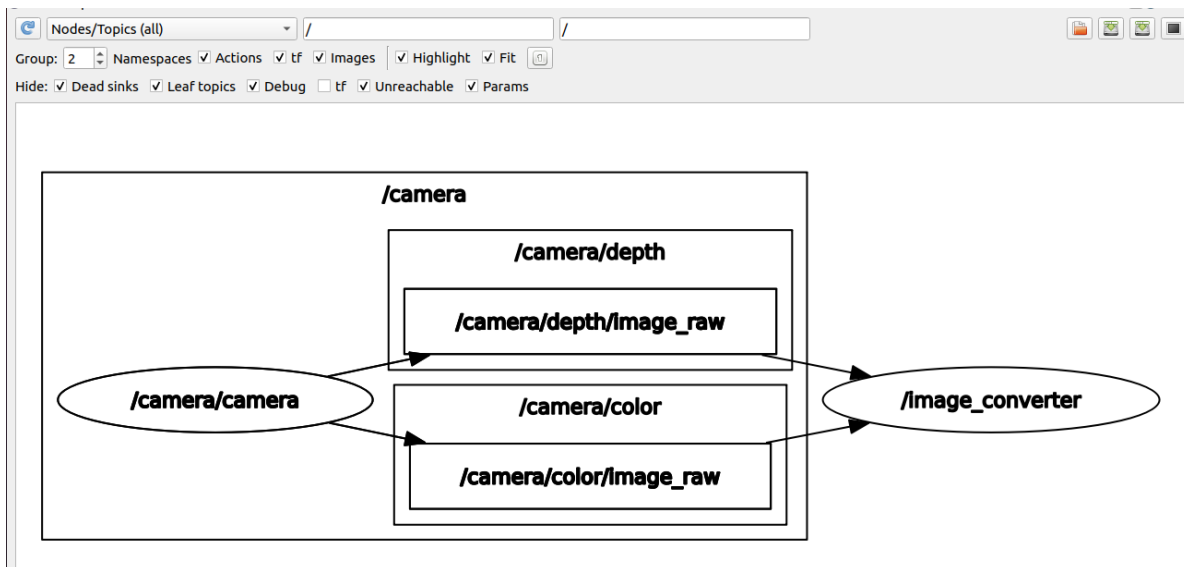 Nodes/Topics (all) / /
Group: 2 Namespaces Actions tf Images Highlight Fit
Hide: Dead sinks Leaf topics Debug tf Unreachable Params
/camera
/camera/depth
/camera/depth/image_raw
/camera/camera
/camera/color
/image_converter
/camera/color/image_raw